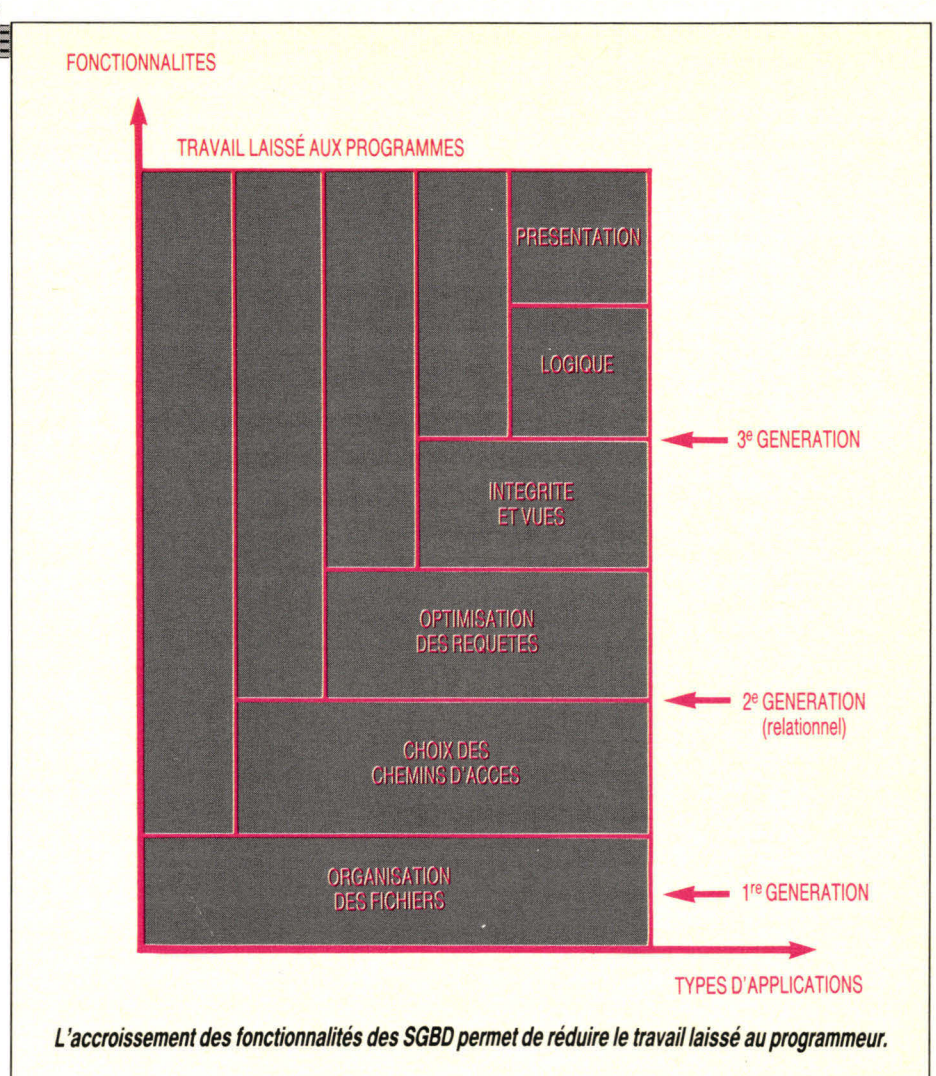 FONCTIONNALITES
TRAVAIL LAISSÉ AUX PROGRAMMES
PRESENTATION
LOGIQUE
3e GENERATION
INTEGRITE
ET VUES
OPTIMISATION
DES REQUETES
2e GENERATION
(relationnel)
CHOIX DES
CHEMINS D'ACCES
ORGANISATION
DES FICHIERS
1re GENERATION
TYPES D'APPLICATIONS
L'accroissement des fonctionnalités des SGBD permet de réduire le travail laissé au programmeur.